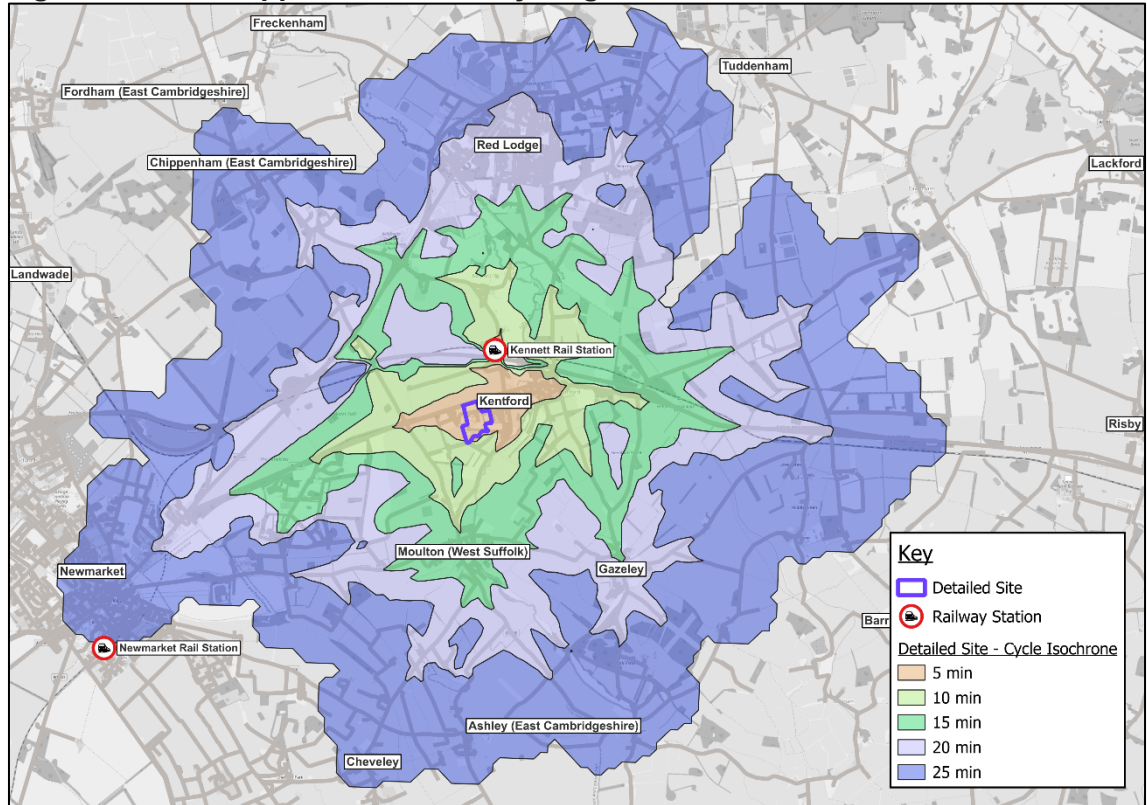 Freckenham
Tuddenham
Fordham (East Cambridgeshire)
Red Lodge
Chippenham (East Cambridgeshire)
Lackford
Landwade
Kennett Rail Station
Kentford
Risby
Moulton (West Suffolk)
Gazeley
Newmarket
Newmarket Rail Station
Barr
Ashley (East Cambridgeshire)
Cheveley
Key
Detailed Site
Railway Station
Detailed Site - Cycle Isochrone
5 min
10 min
15 min
20 min
25 min